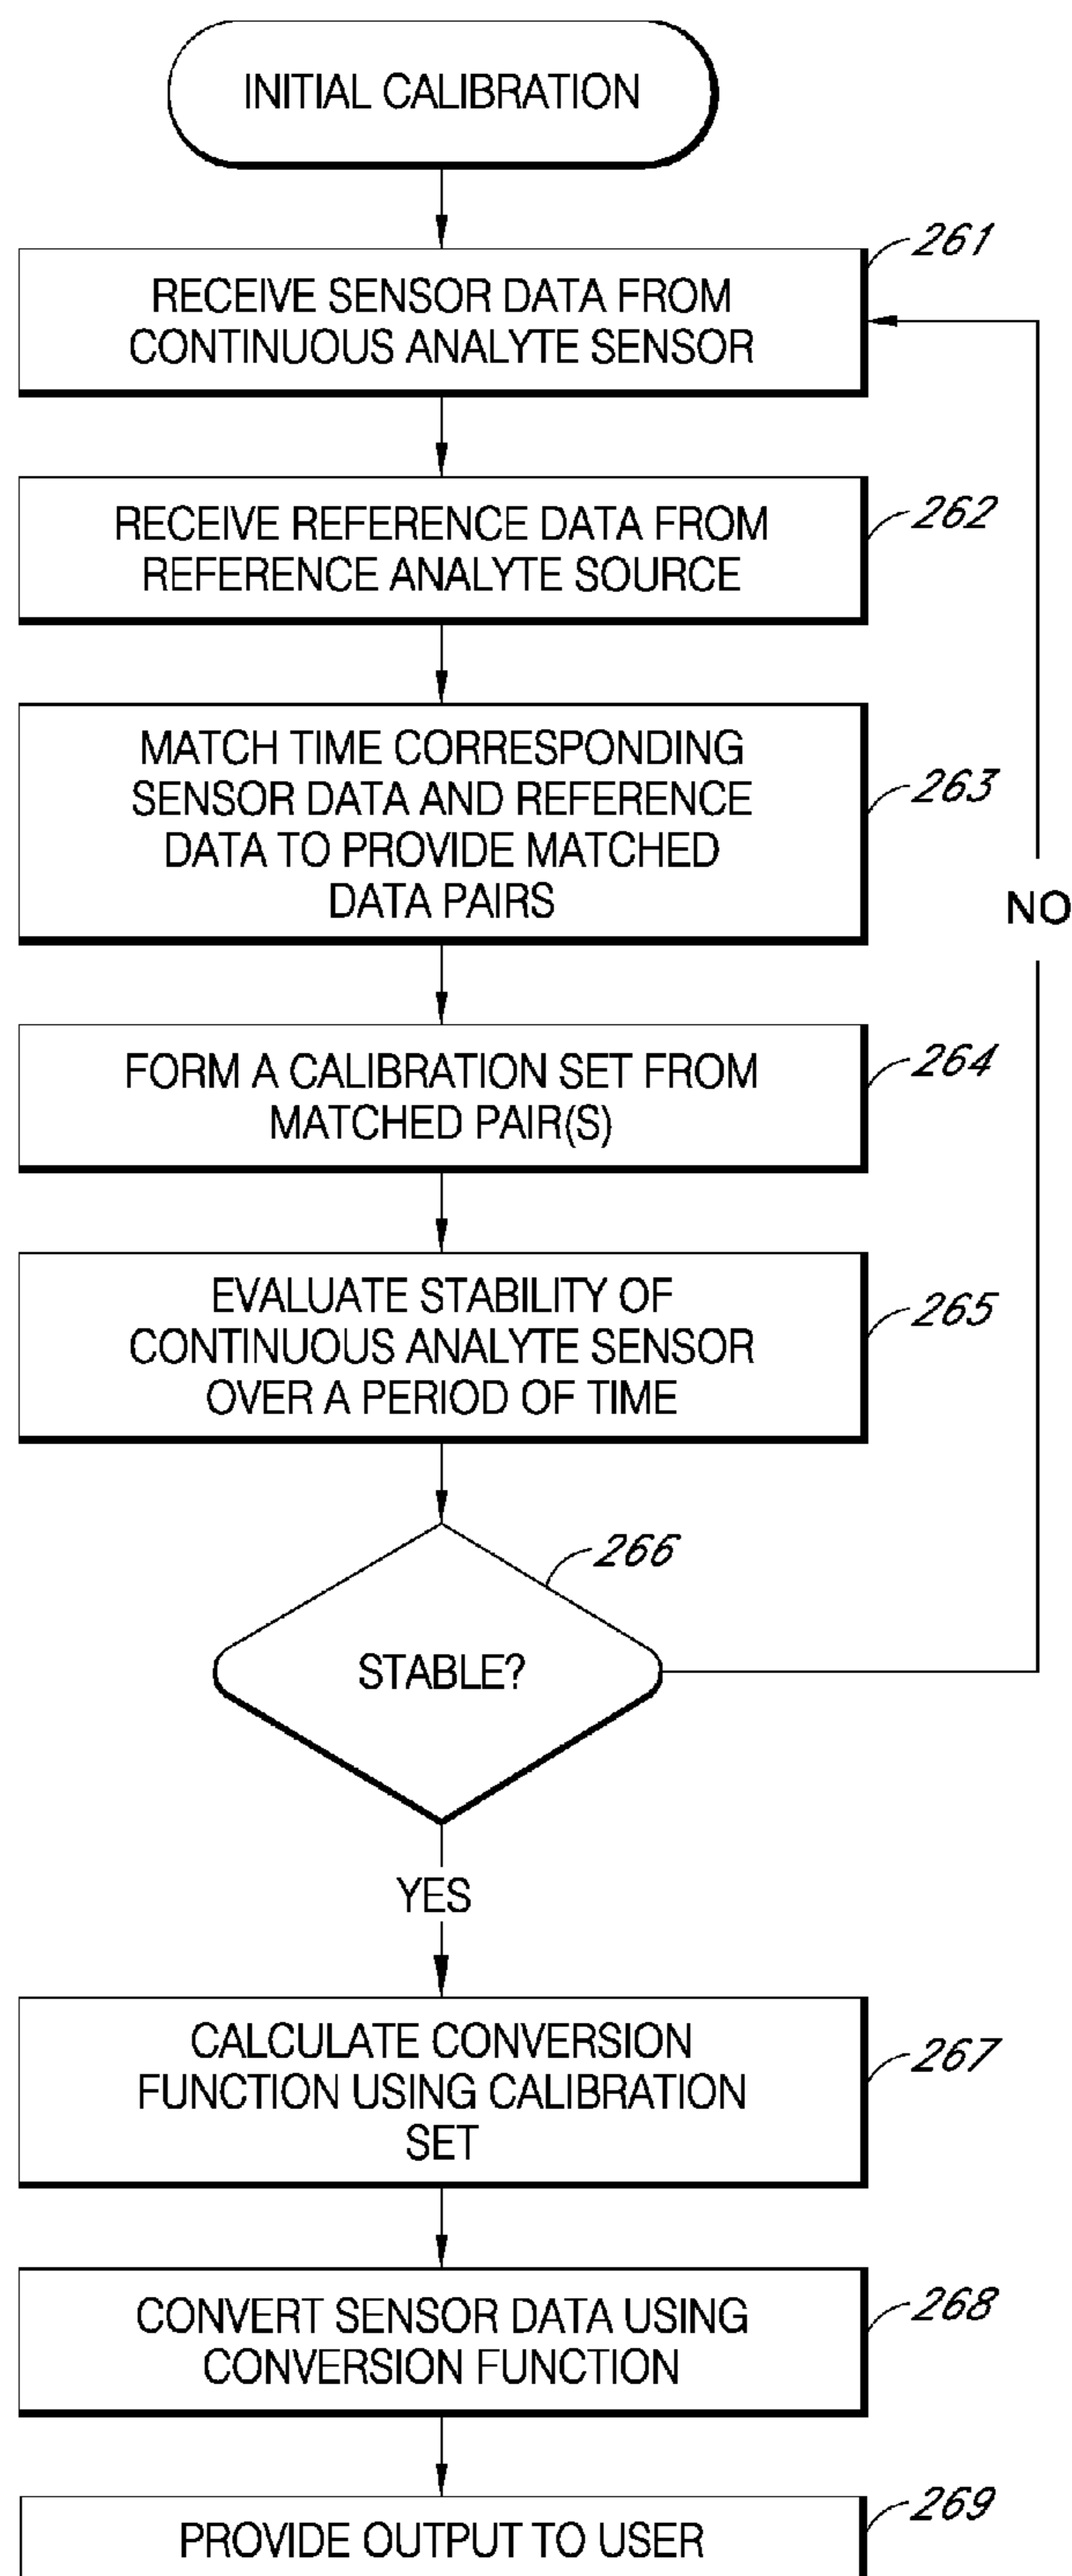 INITIAL CALIBRATION
261
RECEIVE SENSOR DATA FROM
CONTINUOUS ANALYTE SENSOR
262
RECEIVE REFERENCE DATA FROM
REFERENCE ANALYTE SOURCE
263
MATCH TIME CORRESPONDING
SENSOR DATA AND REFERENCE
DATA TO PROVIDE MATCHED
DATA PAIRS
NO
264
FORM A CALIBRATION SET FROM
MATCHED PAIR(S)
265
EVALUATE STABILITY OF
CONTINUOUS ANALYTE SENSOR
OVER A PERIOD OF TIME
266
STABLE?
YES
267
CALCULATE CONVERSION
FUNCTION USING CALIBRATION
SET
268
CONVERT SENSOR DATA USING
CONVERSION FUNCTION
269
PROVIDE OUTPUT TO USER